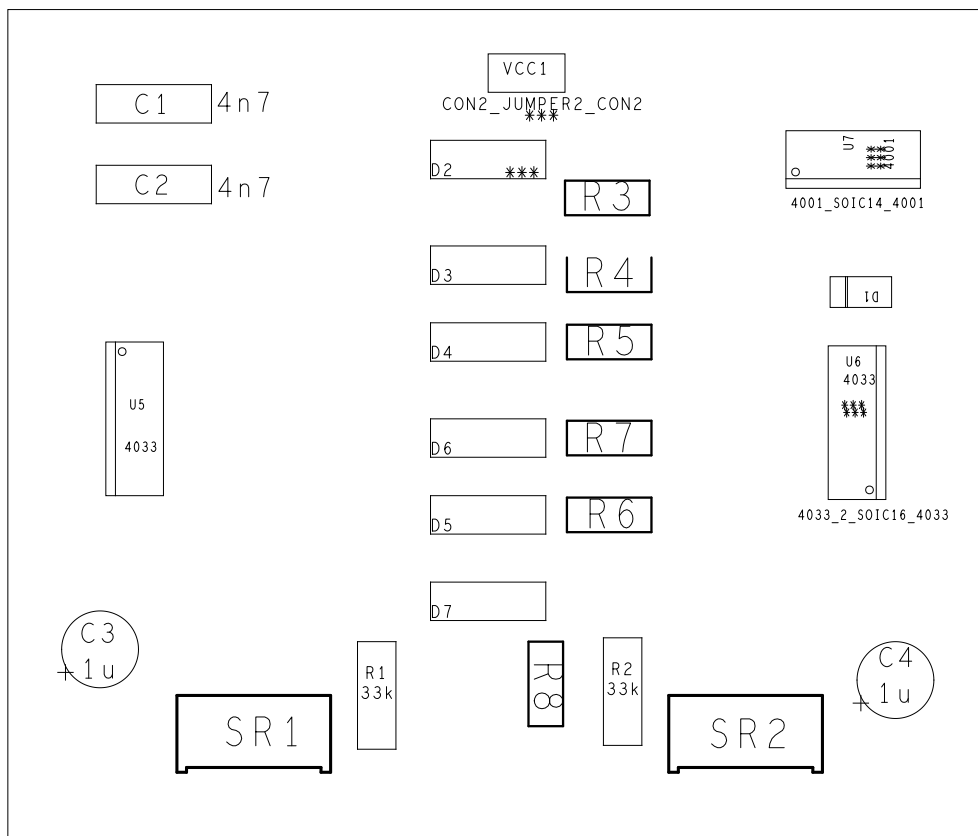 VCC1
CON2_JUMPER2_CON2
***
C1 4n7
C2 4n7
D2 ***
R3
U7
4001
4001_SOIC14_4001
D3
R4
D1
D4
R5
U5
4033
U6
4033
4033_2_SOIC16_4033
D6
R7
D5
R6
D7
C3
+ 1u
R1
33k
R8
R2
33k
C4
+ 1u
SR1
SR2